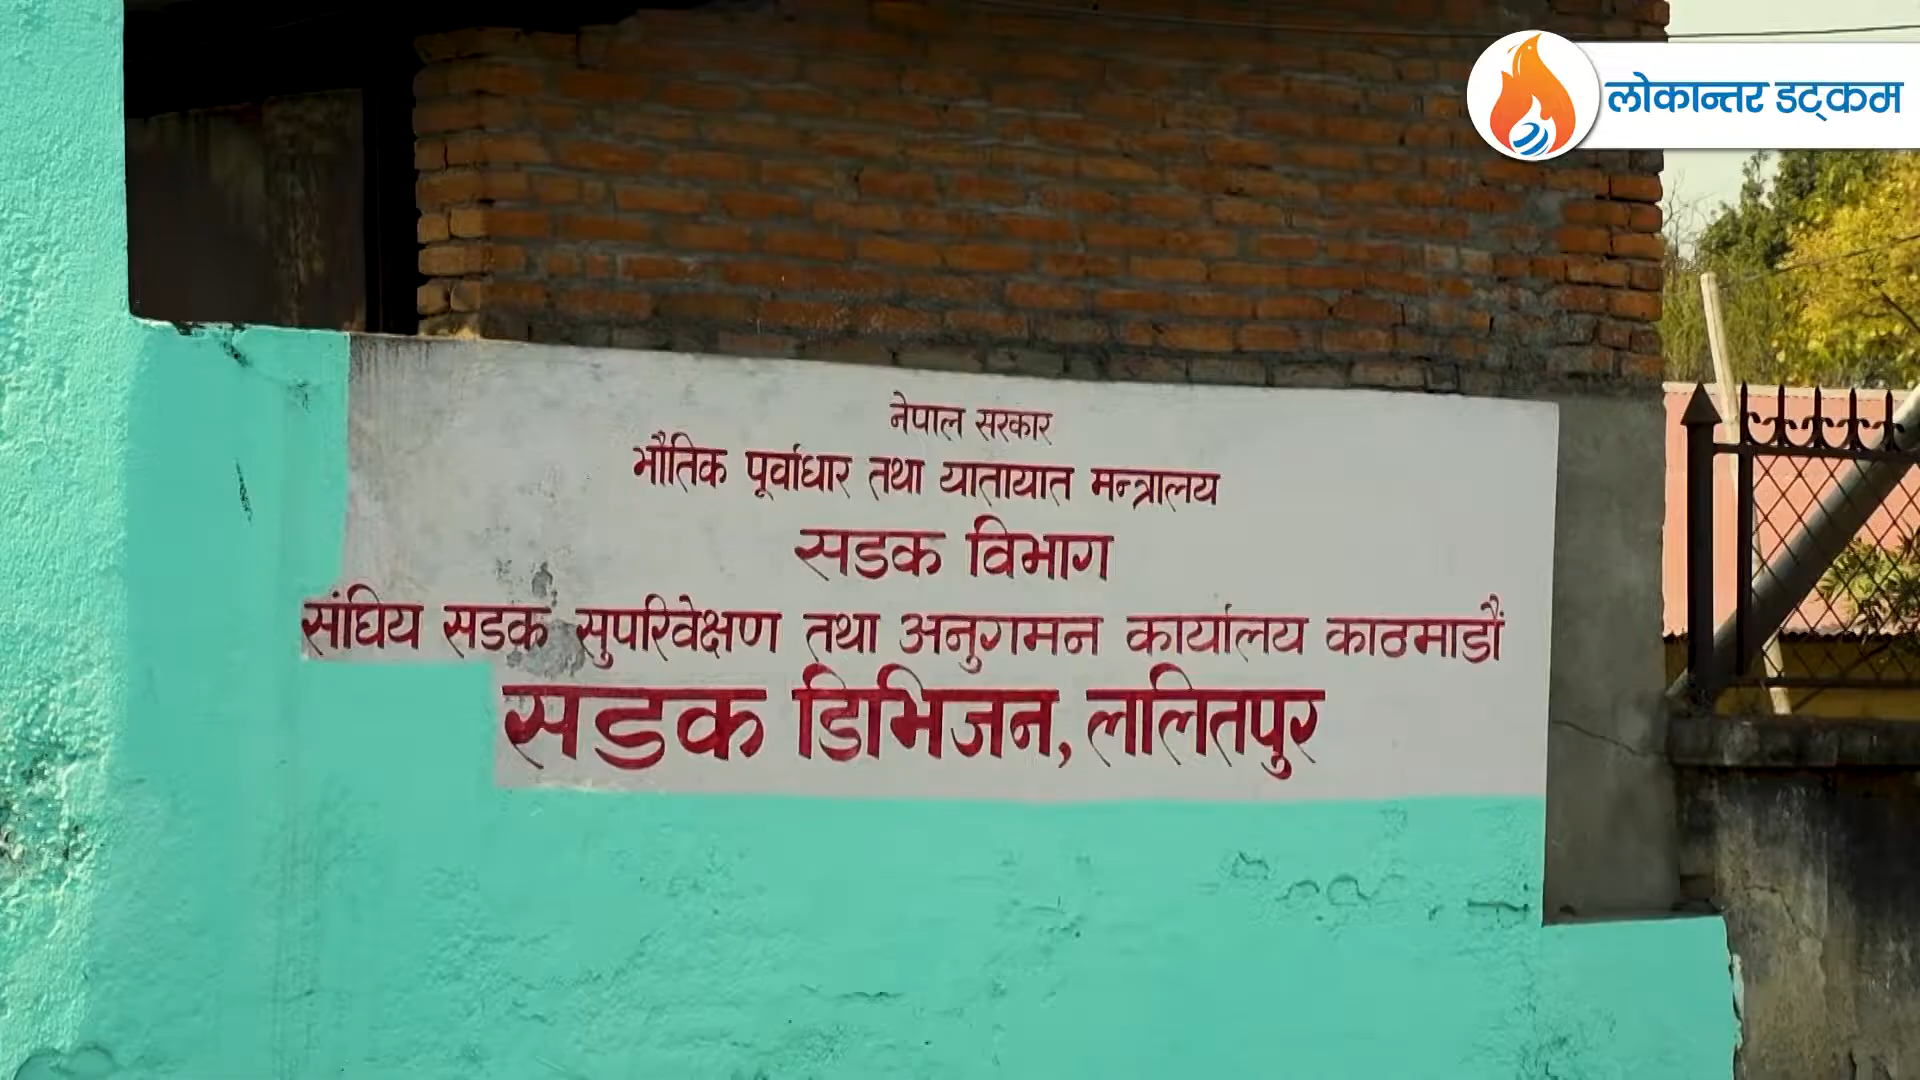 लोकान्तर डट्कम
नेपाल सरकार
भौतिक पूर्वाधार तथा यातायात मन्त्रालय
सडक विभाग
संघिय सडक सुपरिवेक्षण तथा अनुगमन कार्यालय काठमाडौं
सडक डिभिजन, ललितपुर